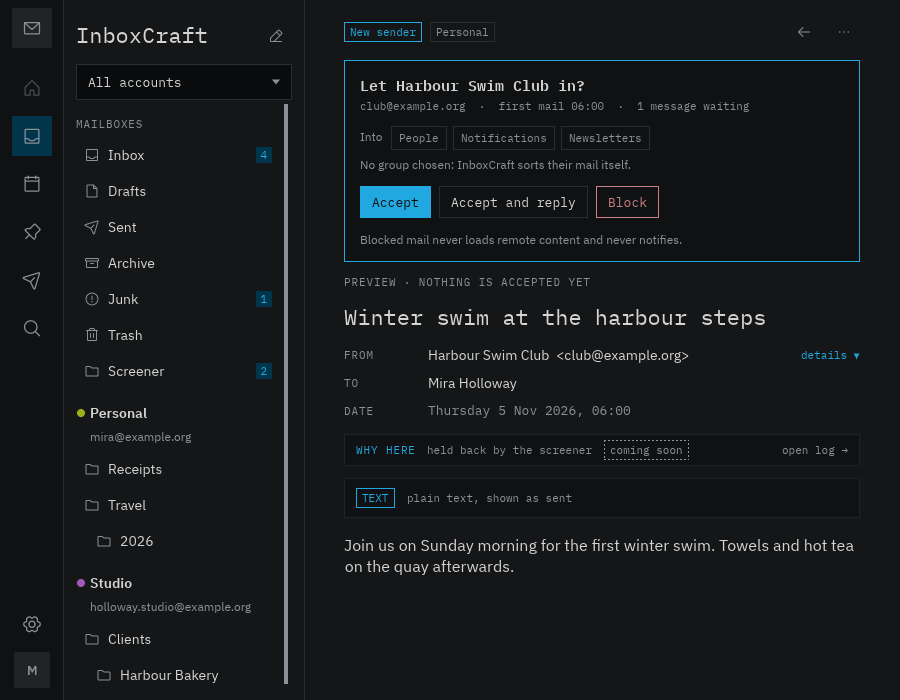 InboxCraft
All accounts
MAILBOXES
Inbox 4
Drafts
Sent
Archive
Junk 1
Trash
Screener 2
Personal
mira@example.org
Receipts
Travel
2026
Studio
holloway.studio@example.org
Clients
Harbour Bakery
M
New sender Personal
Let Harbour Swim Club in?
club@example.org · first mail 06:00 · 1 message waiting
Into People Notifications Newsletters
No group chosen: InboxCraft sorts their mail itself.
Accept Accept and reply Block
Blocked mail never loads remote content and never notifies.
PREVIEW · NOTHING IS ACCEPTED YET
Winter swim at the harbour steps
FROM Harbour Swim Club <club@example.org> details ▾
TO Mira Holloway
DATE Thursday 5 Nov 2026, 06:00
WHY HERE held back by the screener coming soon open log →
TEXT plain text, shown as sent
Join us on Sunday morning for the first winter swim. Towels and hot tea
on the quay afterwards.